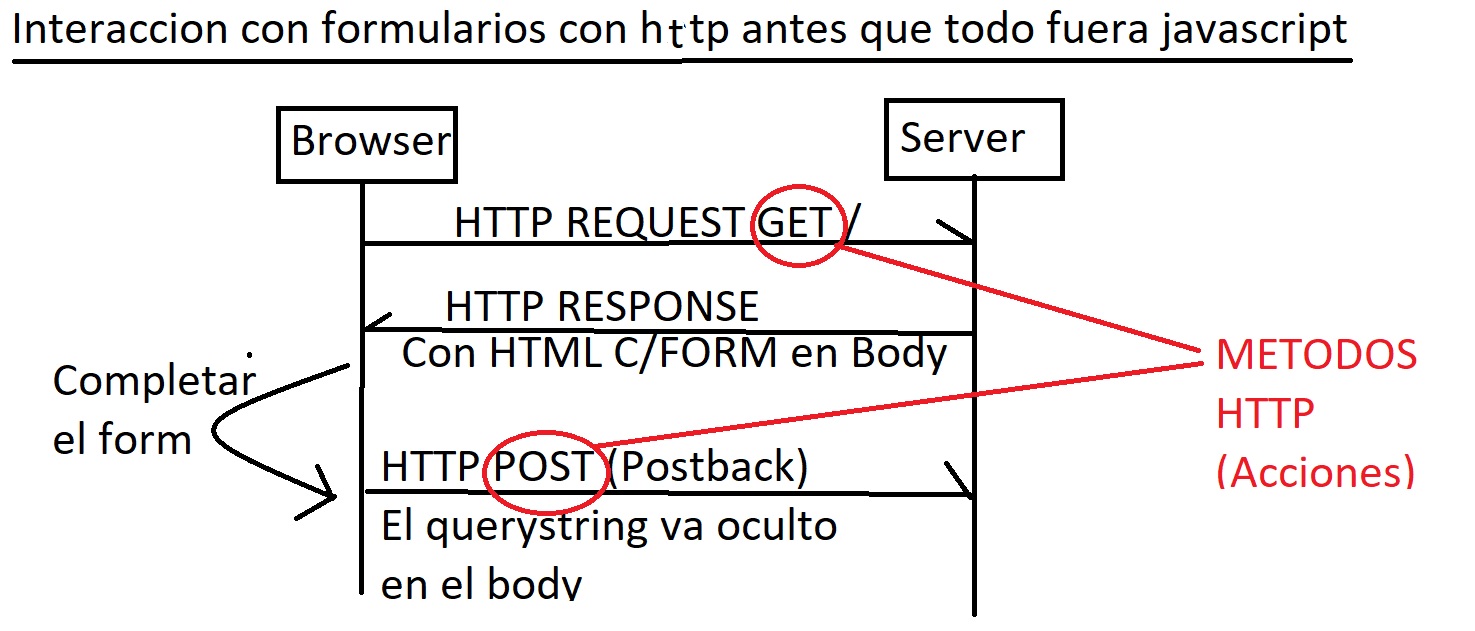 Interaccion con formularios con http antes que todo fuera javascript
Browser
Server
HTTP REQUEST GET /
HTTP RESPONSE
Con HTML C/FORM en Body
Completar
el form
METODOS
HTTP
(Acciones)
HTTP POST (Postback)
El querystring va oculto
en el body